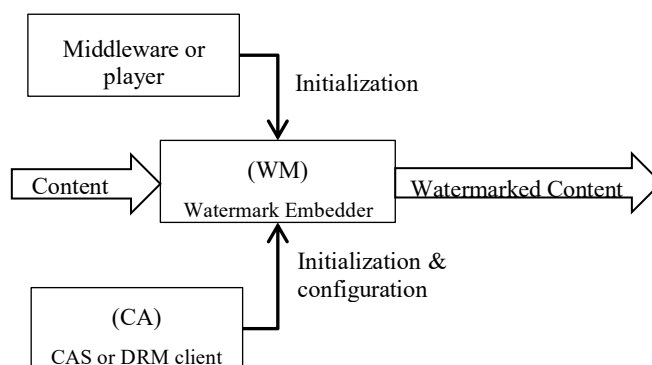 Middleware or
player
Initialization
(WM)
Content
Watermarked Content
Watermark Embedder
Initialization &
configuration
(CA)
CAS or DRM client